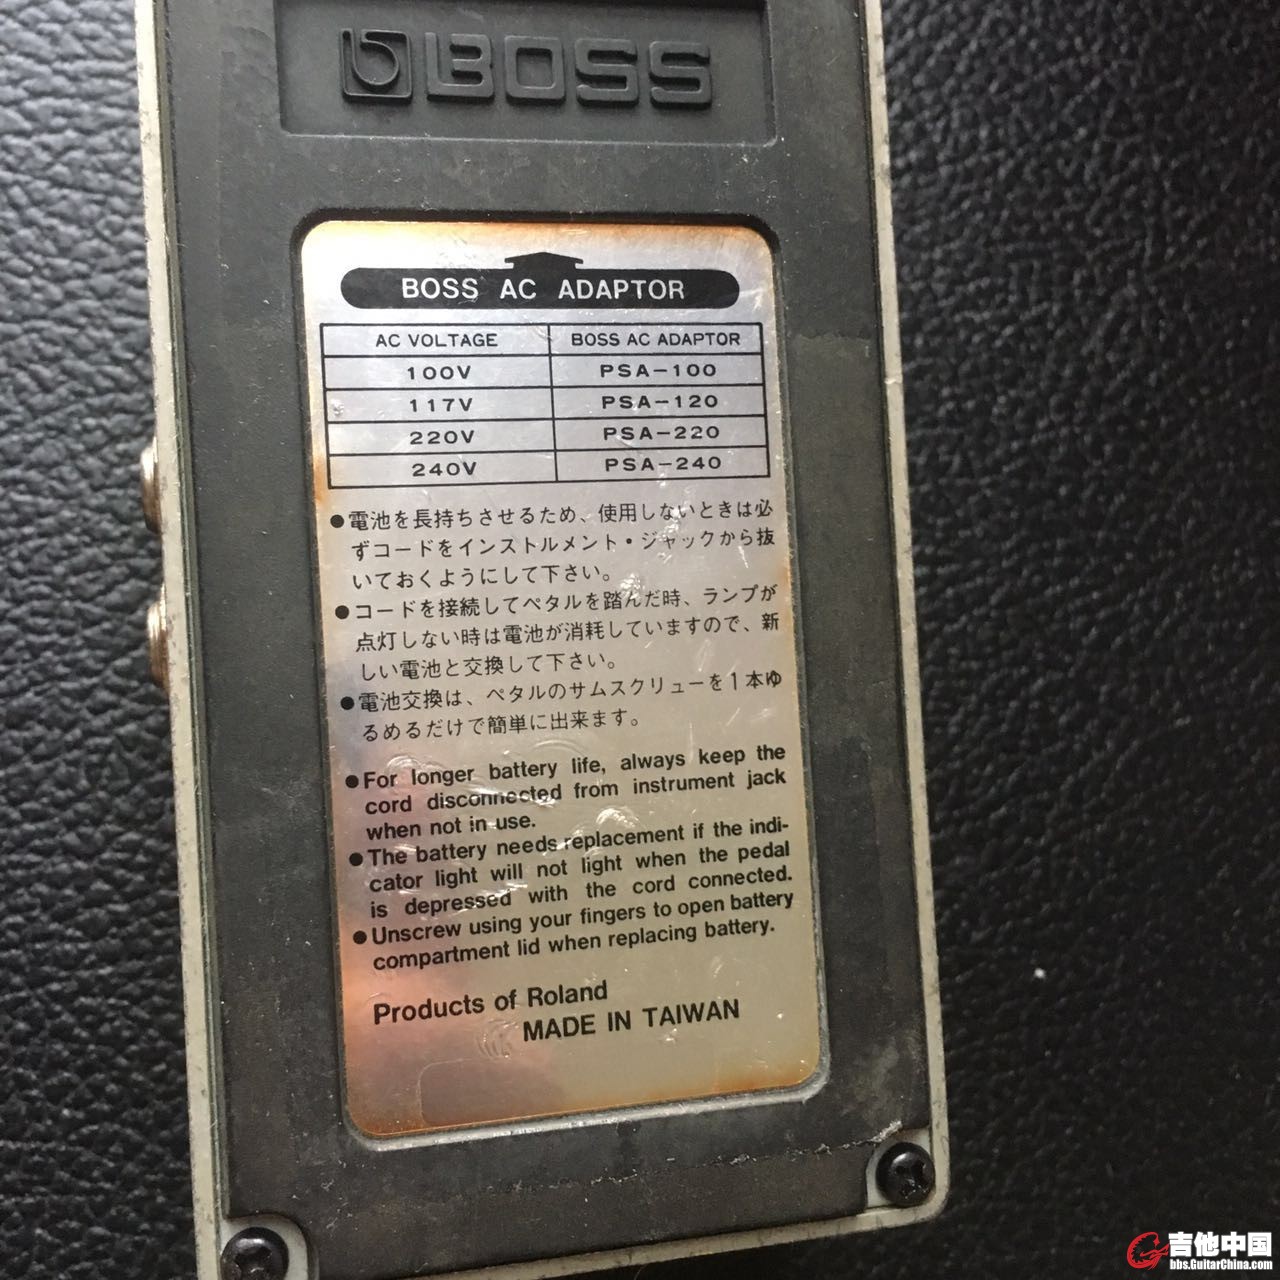 BOSS
BOSS AC ADAPTOR
AC VOLTAGE BOSS AC ADAPTOR
100V PSA-100
117V PSA-120
220V PSA-220
240V PSA-240
●電池を長持ちさせるため、使用しないときは必
ずコードをインストルメント・ジャックから抜
いておくようにして下さい。
●コードを接続してペタルを踏んだ時、ランプが
点灯しない時は電池が消耗していますので、新
しい電池と交換して下さい。
●電池交換は、ペタルのサムスクリューを1本ゆ
るめるだけで簡単に出来ます。
●For longer battery life, always keep the
cord disconnected from instrument jack
when not in use.
●The battery needs replacement if the indi-
cator light will not light when the pedal
is depressed with the cord connected.
●Unscrew using your fingers to open battery
compartment lid when replacing battery.
Products of Roland
MADE IN TAIWAN
吉他中国
bbs.GuitarChina.com